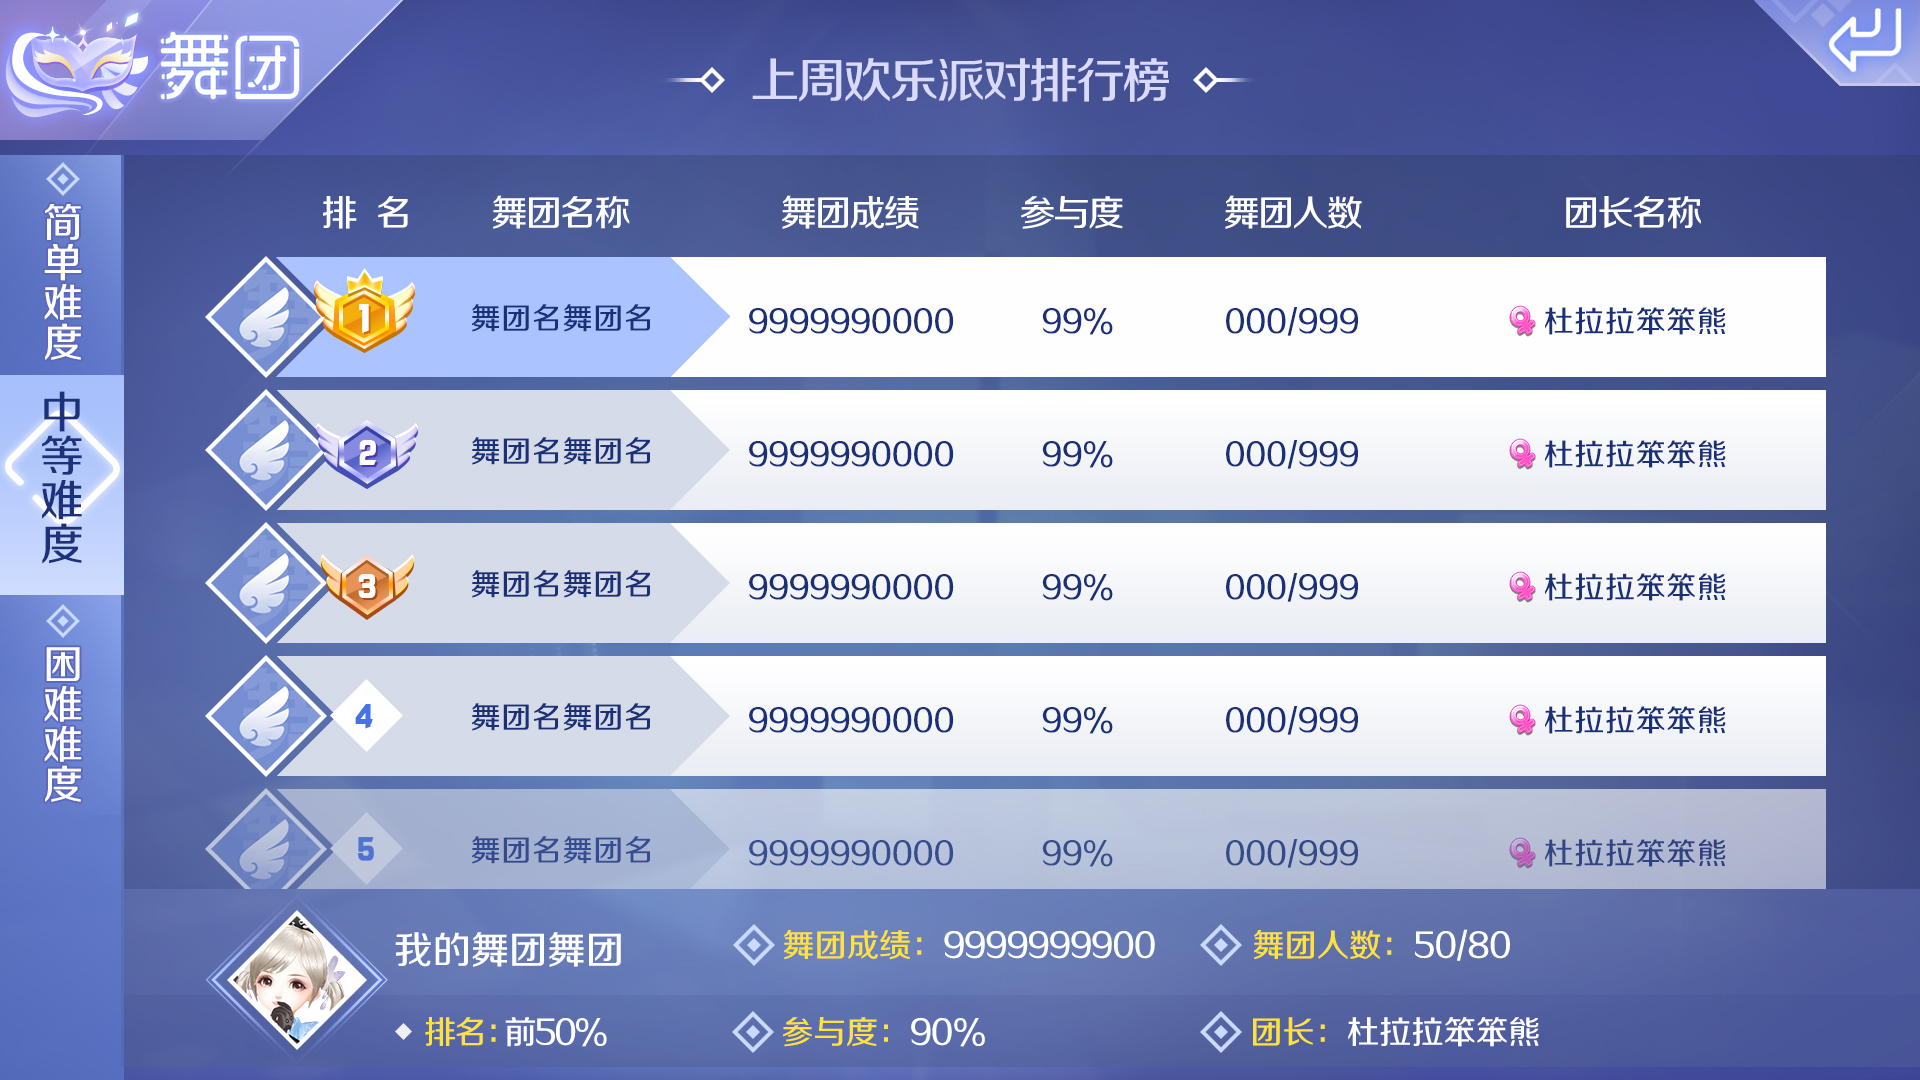 舞团
上周欢乐派对排行榜
简单难度
中等难度
困难难度
排 名 舞团名称 舞团成绩 参与度 舞团人数 团长名称
1 舞团名舞团名 9999990000 99% 000/999 杜拉拉笨笨熊
2 舞团名舞团名 9999990000 99% 000/999 杜拉拉笨笨熊
3 舞团名舞团名 9999990000 99% 000/999 杜拉拉笨笨熊
4 舞团名舞团名 9999990000 99% 000/999 杜拉拉笨笨熊
5 舞团名舞团名 9999990000 99% 000/999 杜拉拉笨笨熊
我的舞团舞团 舞团成绩：9999999900 舞团人数：50/80
排名：前50% 参与度：90% 团长：杜拉拉笨笨熊